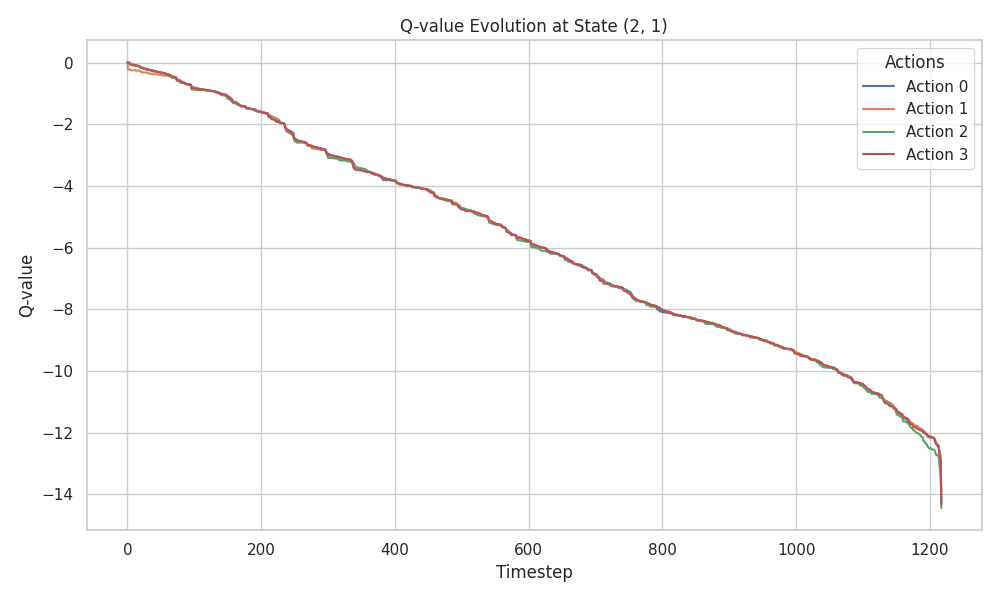 Q-value Evolution at State (2, 1)
Actions
Action 0
Action 1
Action 2
Action 3
Q-value
0
−2
−4
−6
−8
−10
−12
−14
0 200 400 600 800 1000 1200
Timestep